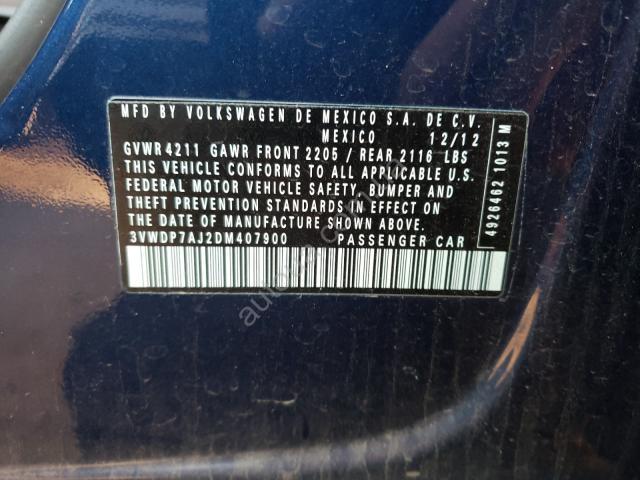 MFD BY VOLKSWAGEN DE MEXICO S.A. DE C.V.
MEXICO 12/12
GVWR 4211 GAWR FRONT 2205 / REAR 2116 LBS
THIS VEHICLE CONFORMS TO ALL APPLICABLE U.S.
FEDERAL MOTOR VEHICLE SAFETY, BUMPER AND
THEFT PREVENTION STANDARDS IN EFFECT ON
THE DATE OF MANUFACTURE SHOWN ABOVE.
3VWDP7AJ2DM407900 PASSENGER CAR
4926462 1013 M